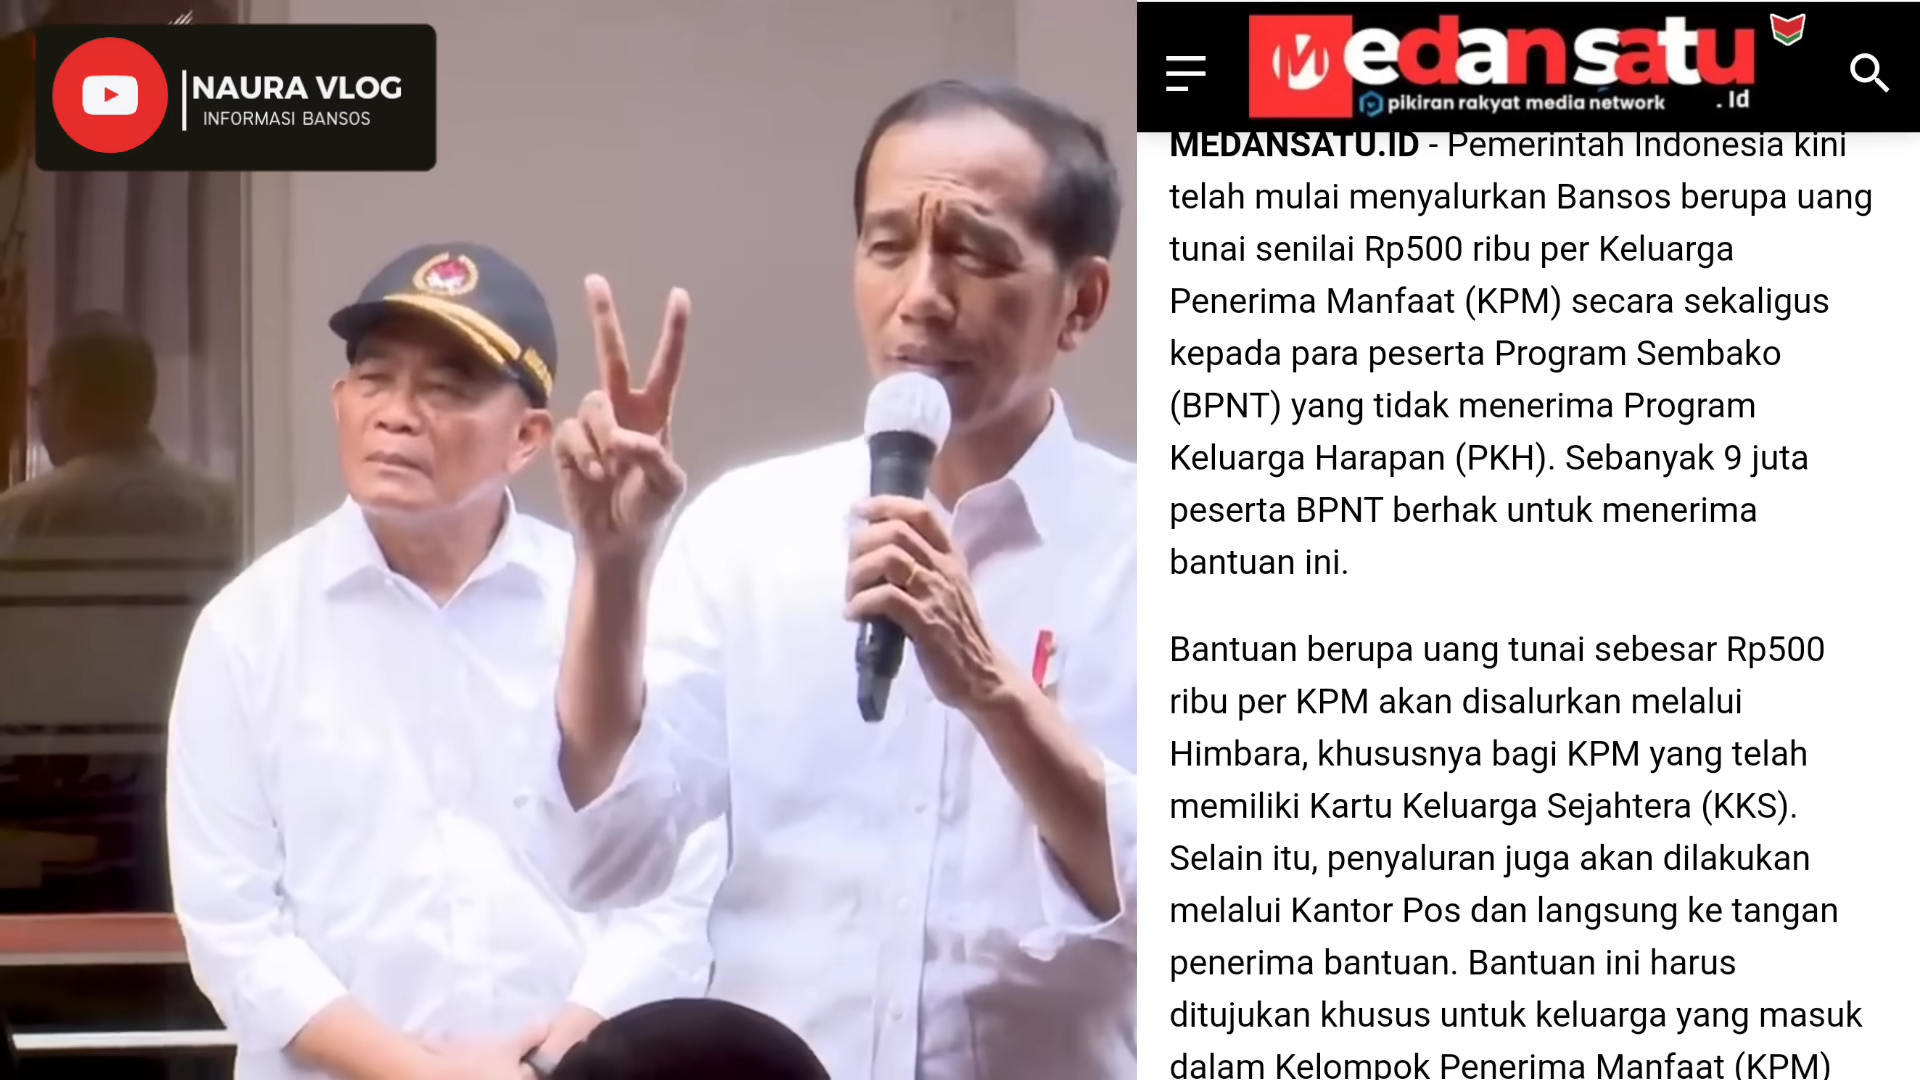 NAURA VLOG
INFORMASI BANSOS
Medansatu
pikiran rakyat media network . Id
MEDANSATU.ID - Pemerintah Indonesia kini
telah mulai menyalurkan Bansos berupa uang
tunai senilai Rp500 ribu per Keluarga
Penerima Manfaat (KPM) secara sekaligus
kepada para peserta Program Sembako
(BPNT) yang tidak menerima Program
Keluarga Harapan (PKH). Sebanyak 9 juta
peserta BPNT berhak untuk menerima
bantuan ini.
Bantuan berupa uang tunai sebesar Rp500
ribu per KPM akan disalurkan melalui
Himbara, khususnya bagi KPM yang telah
memiliki Kartu Keluarga Sejahtera (KKS).
Selain itu, penyaluran juga akan dilakukan
melalui Kantor Pos dan langsung ke tangan
penerima bantuan. Bantuan ini harus
ditujukan khusus untuk keluarga yang masuk
dalam Kelompok Penerima Manfaat (KPM)